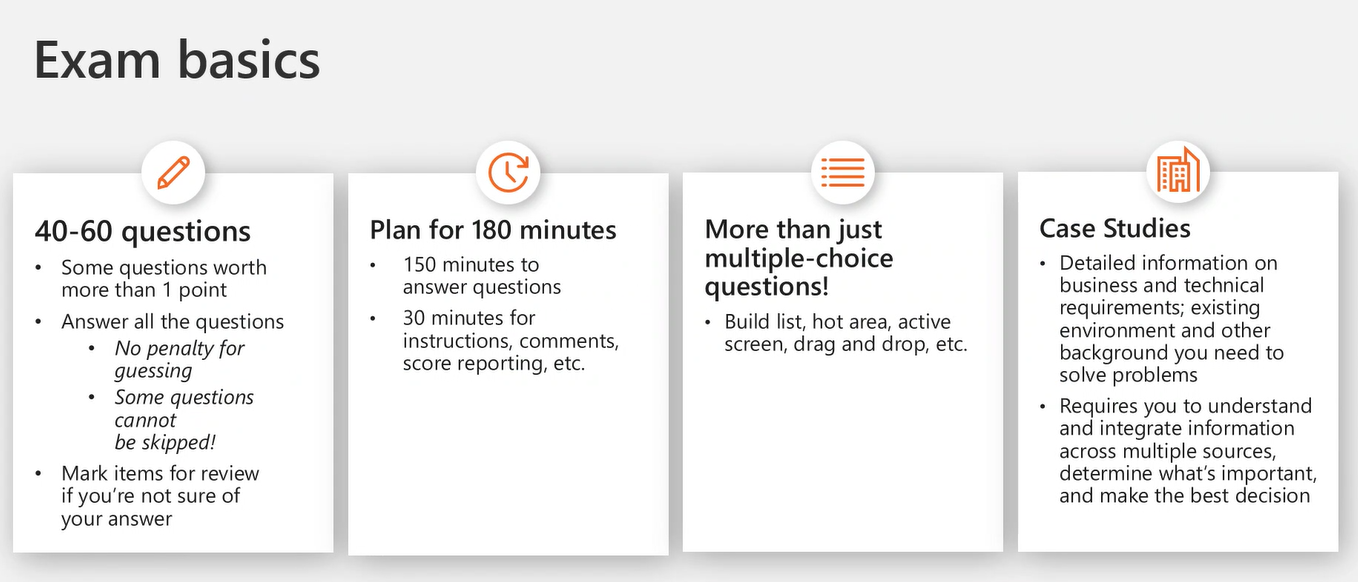 Exam basics
40-60 questions
• Some questions worth
more than 1 point
• Answer all the questions
• No penalty for
guessing
• Some questions
cannot
be skipped!
• Mark items for review
if you're not sure of
your answer
Plan for 180 minutes
• 150 minutes to
answer questions
• 30 minutes for
instructions, comments,
score reporting, etc.
More than just
multiple-choice
questions!
• Build list, hot area, active
screen, drag and drop, etc.
Case Studies
• Detailed information on
business and technical
requirements; existing
environment and other
background you need to
solve problems
• Requires you to understand
and integrate information
across multiple sources,
determine what's important,
and make the best decision